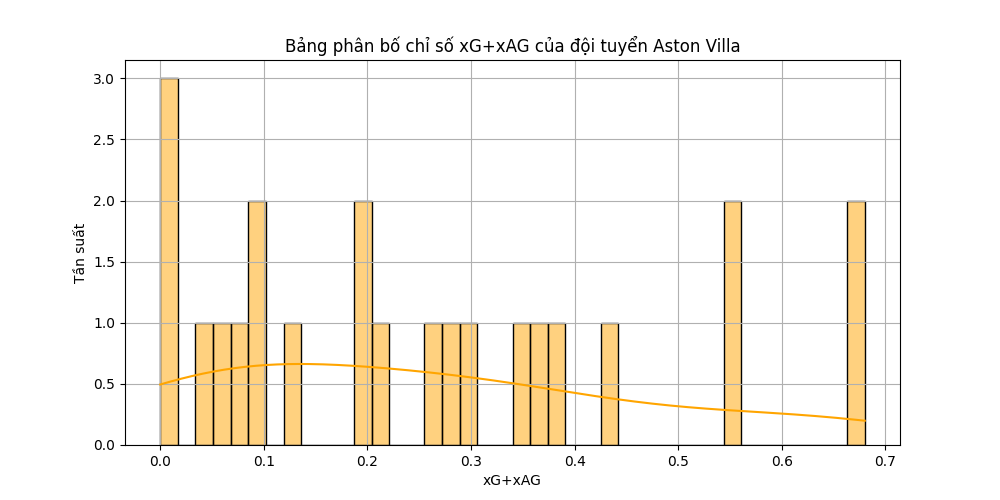 Bảng phân bố chỉ số xG+xAG của đội tuyển Aston Villa
3.0
2.5
2.0
1.5
1.0
0.5
0.0
Tần suất
0.0 0.1 0.2 0.3 0.4 0.5 0.6 0.7
xG+xAG